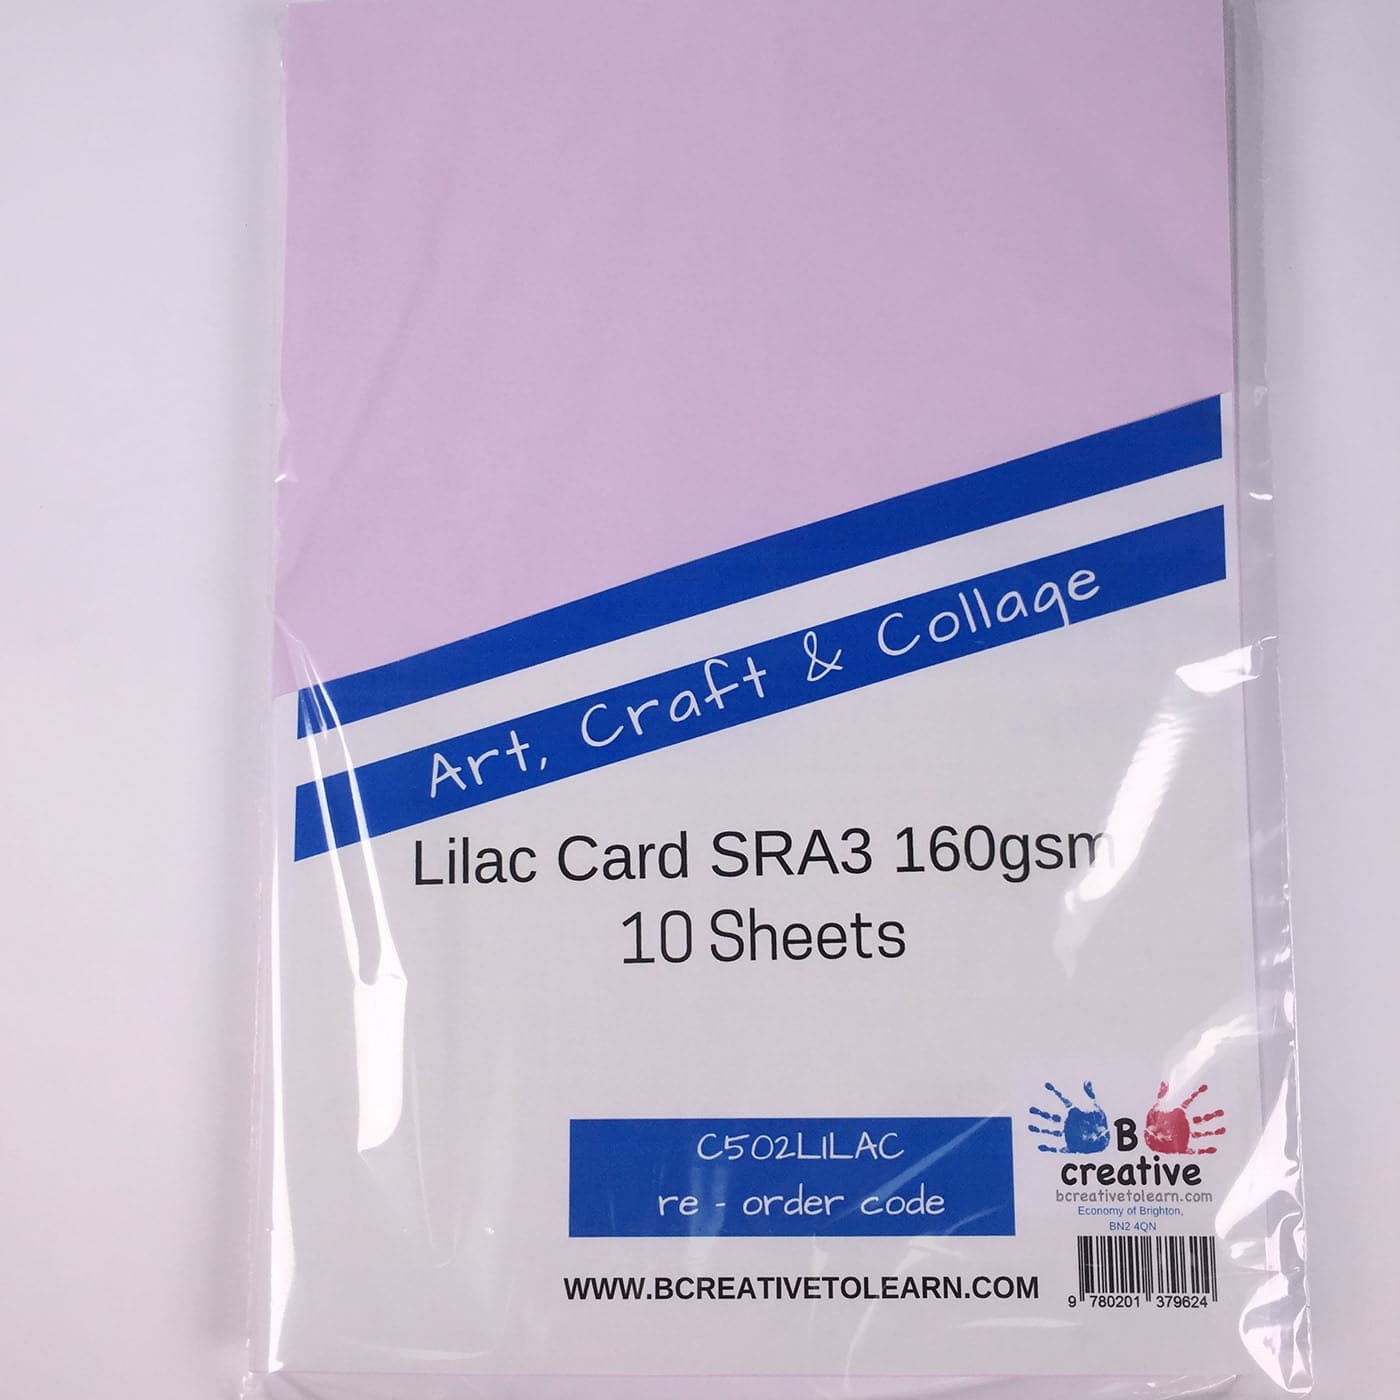 Art, Craft & Collage
Lilac Card SRA3 160gsm
10 Sheets
C502LILAC
re - order code
B
creative
bcreativetolearn.com
Economy of Brighton,
BN2 4QN
WWW.BCREATIVETOLEARN.COM
9 780201 379624